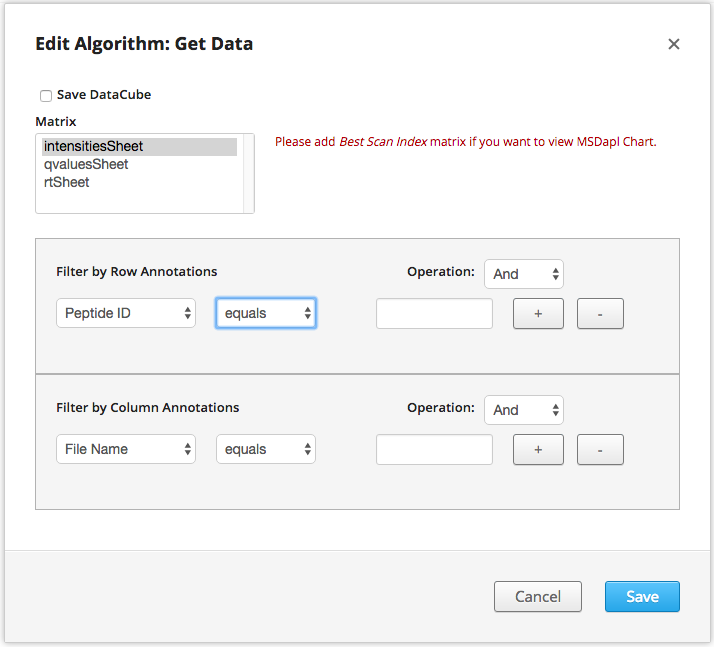 Edit Algorithm: Get Data ×
Save DataCube
Matrix
intensitiesSheet
qvaluesSheet
rtSheet
Please add Best Scan Index matrix if you want to view MSDapl Chart.
Filter by Row Annotations Operation: And
Peptide ID equals + -
Filter by Column Annotations Operation: And
File Name equals + -
Cancel Save